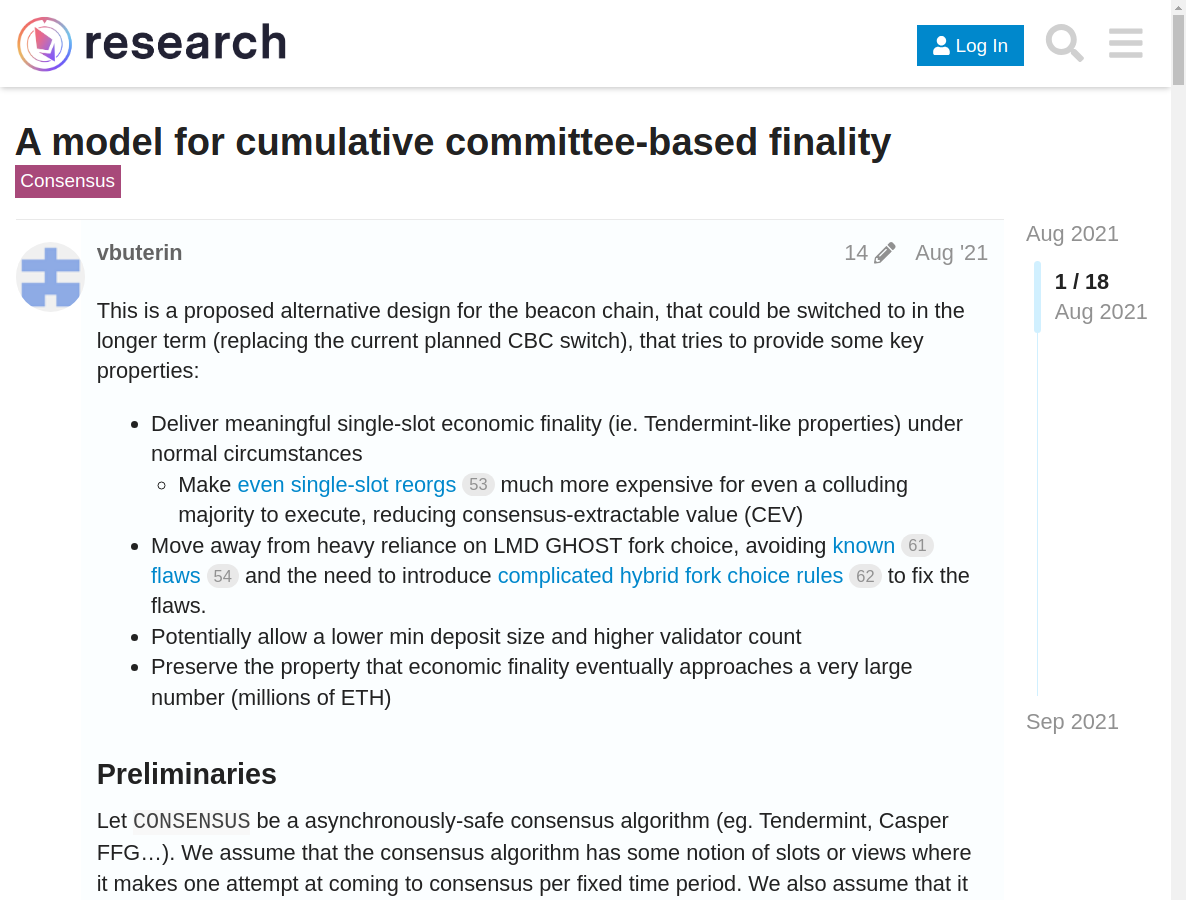 research
Log In
A model for cumulative committee-based finality
Consensus
vbuterin
14 Aug '21
Aug 2021
1 / 18
Aug 2021
This is a proposed alternative design for the beacon chain, that could be switched to in the
longer term (replacing the current planned CBC switch), that tries to provide some key
properties:
Deliver meaningful single-slot economic finality (ie. Tendermint-like properties) under
normal circumstances
Make even single-slot reorgs 53 much more expensive for even a colluding
majority to execute, reducing consensus-extractable value (CEV)
Move away from heavy reliance on LMD GHOST fork choice, avoiding known 61
flaws 54 and the need to introduce complicated hybrid fork choice rules 62 to fix the
flaws.
Potentially allow a lower min deposit size and higher validator count
Preserve the property that economic finality eventually approaches a very large
number (millions of ETH)
Sep 2021
Preliminaries
Let CONSENSUS be a asynchronously-safe consensus algorithm (eg. Tendermint, Casper
FFG…). We assume that the consensus algorithm has some notion of slots or views where
it makes one attempt at coming to consensus per fixed time period. We also assume that it